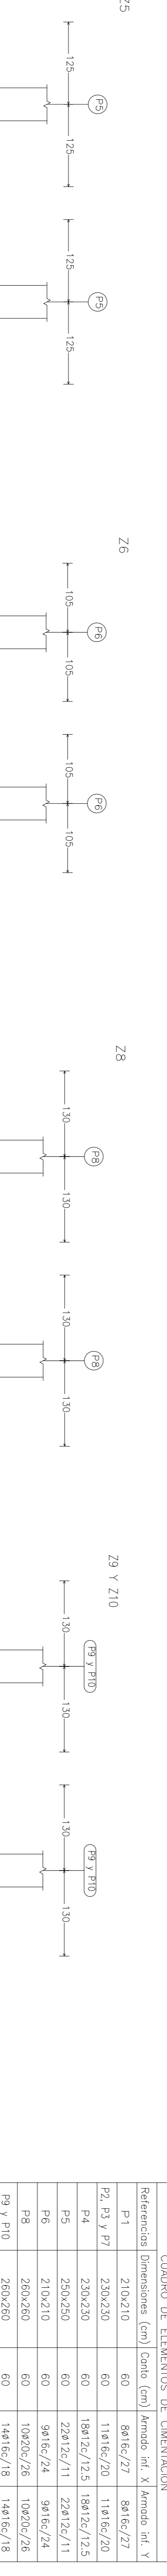 Z5
P5
125
125
P5
125
125
Z6
P6
105
105
P6
105
105
Z8
P8
130
130
P8
130
130
Z9 Y Z10
P9 y P10
130
130
P9 y P10
130
130
CUADRO DE ELEMENTOS DE CIMENTACIÓN
Referencias Dimensiones (cm) Canto (cm) Armado inf. X Armado inf. Y
P1 210x210 60 8ø16c/27 8ø16c/27
P2, P3 y P7 230x230 60 11ø16c/20 11ø16c/20
P4 230x230 60 18ø12c/12.5 18ø12c/12.5
P5 250x250 60 22ø12c/11 22ø12c/11
P6 210x210 60 9ø16c/24 9ø16c/24
P8 260x260 60 10ø20c/26 10ø20c/26
P9 y P10 260x260 60 14ø16c/18 14ø16c/18